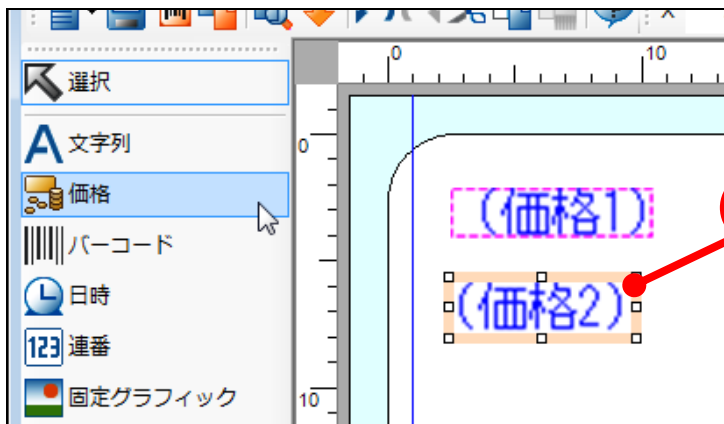 0
10
選択
文字列
価格
バーコード
日時
123 連番
固定グラフィック
0
10
(価格1)
(価格2)